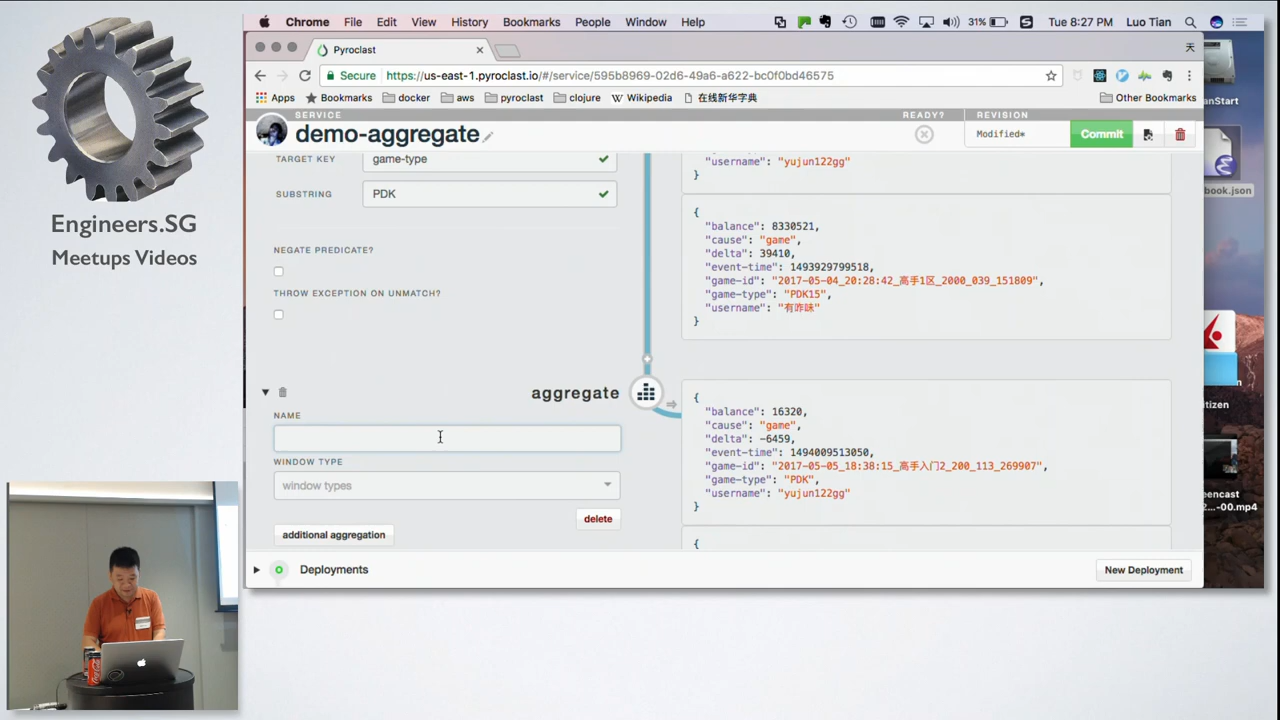 Chrome File Edit View History Bookmarks People Window Help 31% Tue 8:27 PM Luo Tian
Pyroclast
天
Secure https://us-east-1.pyroclast.io/#/service/595b8969-02d6-49a6-a622-bc0f0bd46575
Apps Bookmarks docker aws pyroclast clojure Wikipedia 在线新华字典 Other Bookmarks
SERVICE
demo-aggregate
READY?
REVISION
Modified*
Commit
TARGET KEY game-type
SUBSTRING PDK
NEGATE PREDICATE?
THROW EXCEPTION ON UNMATCH?
aggregate
NAME
WINDOW TYPE
window types
delete
additional aggregation
"username": "yujun122gg"
}
{
"balance": 8330521,
"cause": "game",
"delta": 39410,
"event-time": 1493929799518,
"game-id": "2017-05-04_20:28:42_高手1区_2000_039_151809",
"game-type": "PDK15",
"username": "有咋味"
}
{
"balance": 16320,
"cause": "game",
"delta": -6459,
"event-time": 1494009513050,
"game-id": "2017-05-05_18:38:15_高手入门2_200_113_269907",
"game-type": "PDK",
"username": "yujun122gg"
}
{
Deployments
New Deployment
Engineers.SG
Meetups Videos
anStart
book.json
itizen
creencast
2...-00.mp4